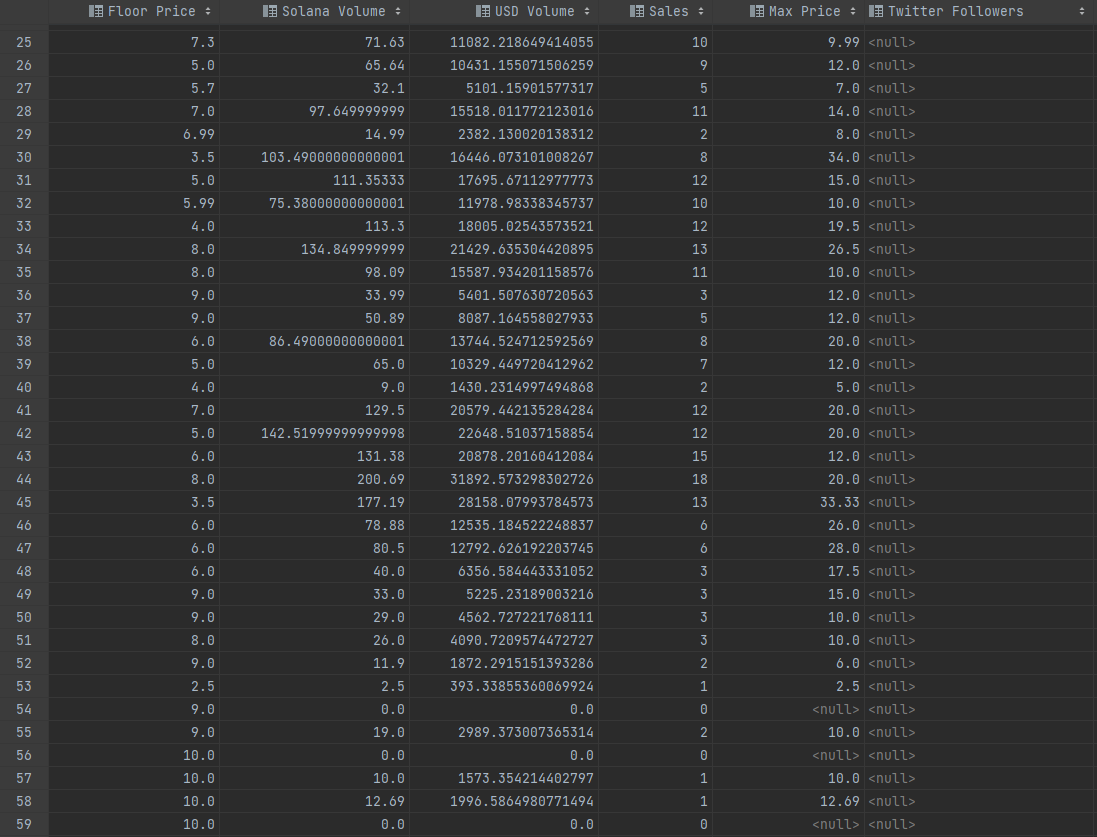 Floor Price Solana Volume USD Volume Sales Max Price Twitter Followers
25 7.3 71.63 11082.218649414055 10 9.99 <null>
26 5.0 65.64 10431.155071506259 9 12.0 <null>
27 5.7 32.1 5101.15901577317 5 7.0 <null>
28 7.0 97.649999999 15518.011772123016 11 14.0 <null>
29 6.99 14.99 2382.130020138312 2 8.0 <null>
30 3.5 103.49000000000001 16446.073101008267 8 34.0 <null>
31 5.0 111.35333 17695.67112977773 12 15.0 <null>
32 5.99 75.38000000000001 11978.98338345737 10 10.0 <null>
33 4.0 113.3 18005.02543573521 12 19.5 <null>
34 8.0 134.849999999 21429.635304420895 13 26.5 <null>
35 8.0 98.09 15587.934201158576 11 10.0 <null>
36 9.0 33.99 5401.507630720563 3 12.0 <null>
37 9.0 50.89 8087.164558027933 5 12.0 <null>
38 6.0 86.49000000000001 13744.524712592569 8 20.0 <null>
39 5.0 65.0 10329.449720412962 7 12.0 <null>
40 4.0 9.0 1430.2314997494868 2 5.0 <null>
41 7.0 129.5 20579.442135284284 12 20.0 <null>
42 5.0 142.51999999999998 22648.51037158854 12 20.0 <null>
43 6.0 131.38 20878.20160412084 15 12.0 <null>
44 8.0 200.69 31892.573298302726 18 20.0 <null>
45 3.5 177.19 28158.07993784573 13 33.33 <null>
46 6.0 78.88 12535.184522248837 6 26.0 <null>
47 6.0 80.5 12792.626192203745 6 28.0 <null>
48 6.0 40.0 6356.584443331052 3 17.5 <null>
49 9.0 33.0 5225.23189003216 3 15.0 <null>
50 9.0 29.0 4562.727221768111 3 10.0 <null>
51 8.0 26.0 4090.7209574472727 3 10.0 <null>
52 9.0 11.9 1872.2915151393286 2 6.0 <null>
53 2.5 2.5 393.33855360069924 1 2.5 <null>
54 9.0 0.0 0.0 0 <null> <null>
55 9.0 19.0 2989.373007365314 2 10.0 <null>
56 10.0 0.0 0.0 0 <null> <null>
57 10.0 10.0 1573.354214402797 1 10.0 <null>
58 10.0 12.69 1996.5864980771494 1 12.69 <null>
59 10.0 0.0 0.0 0 <null> <null>